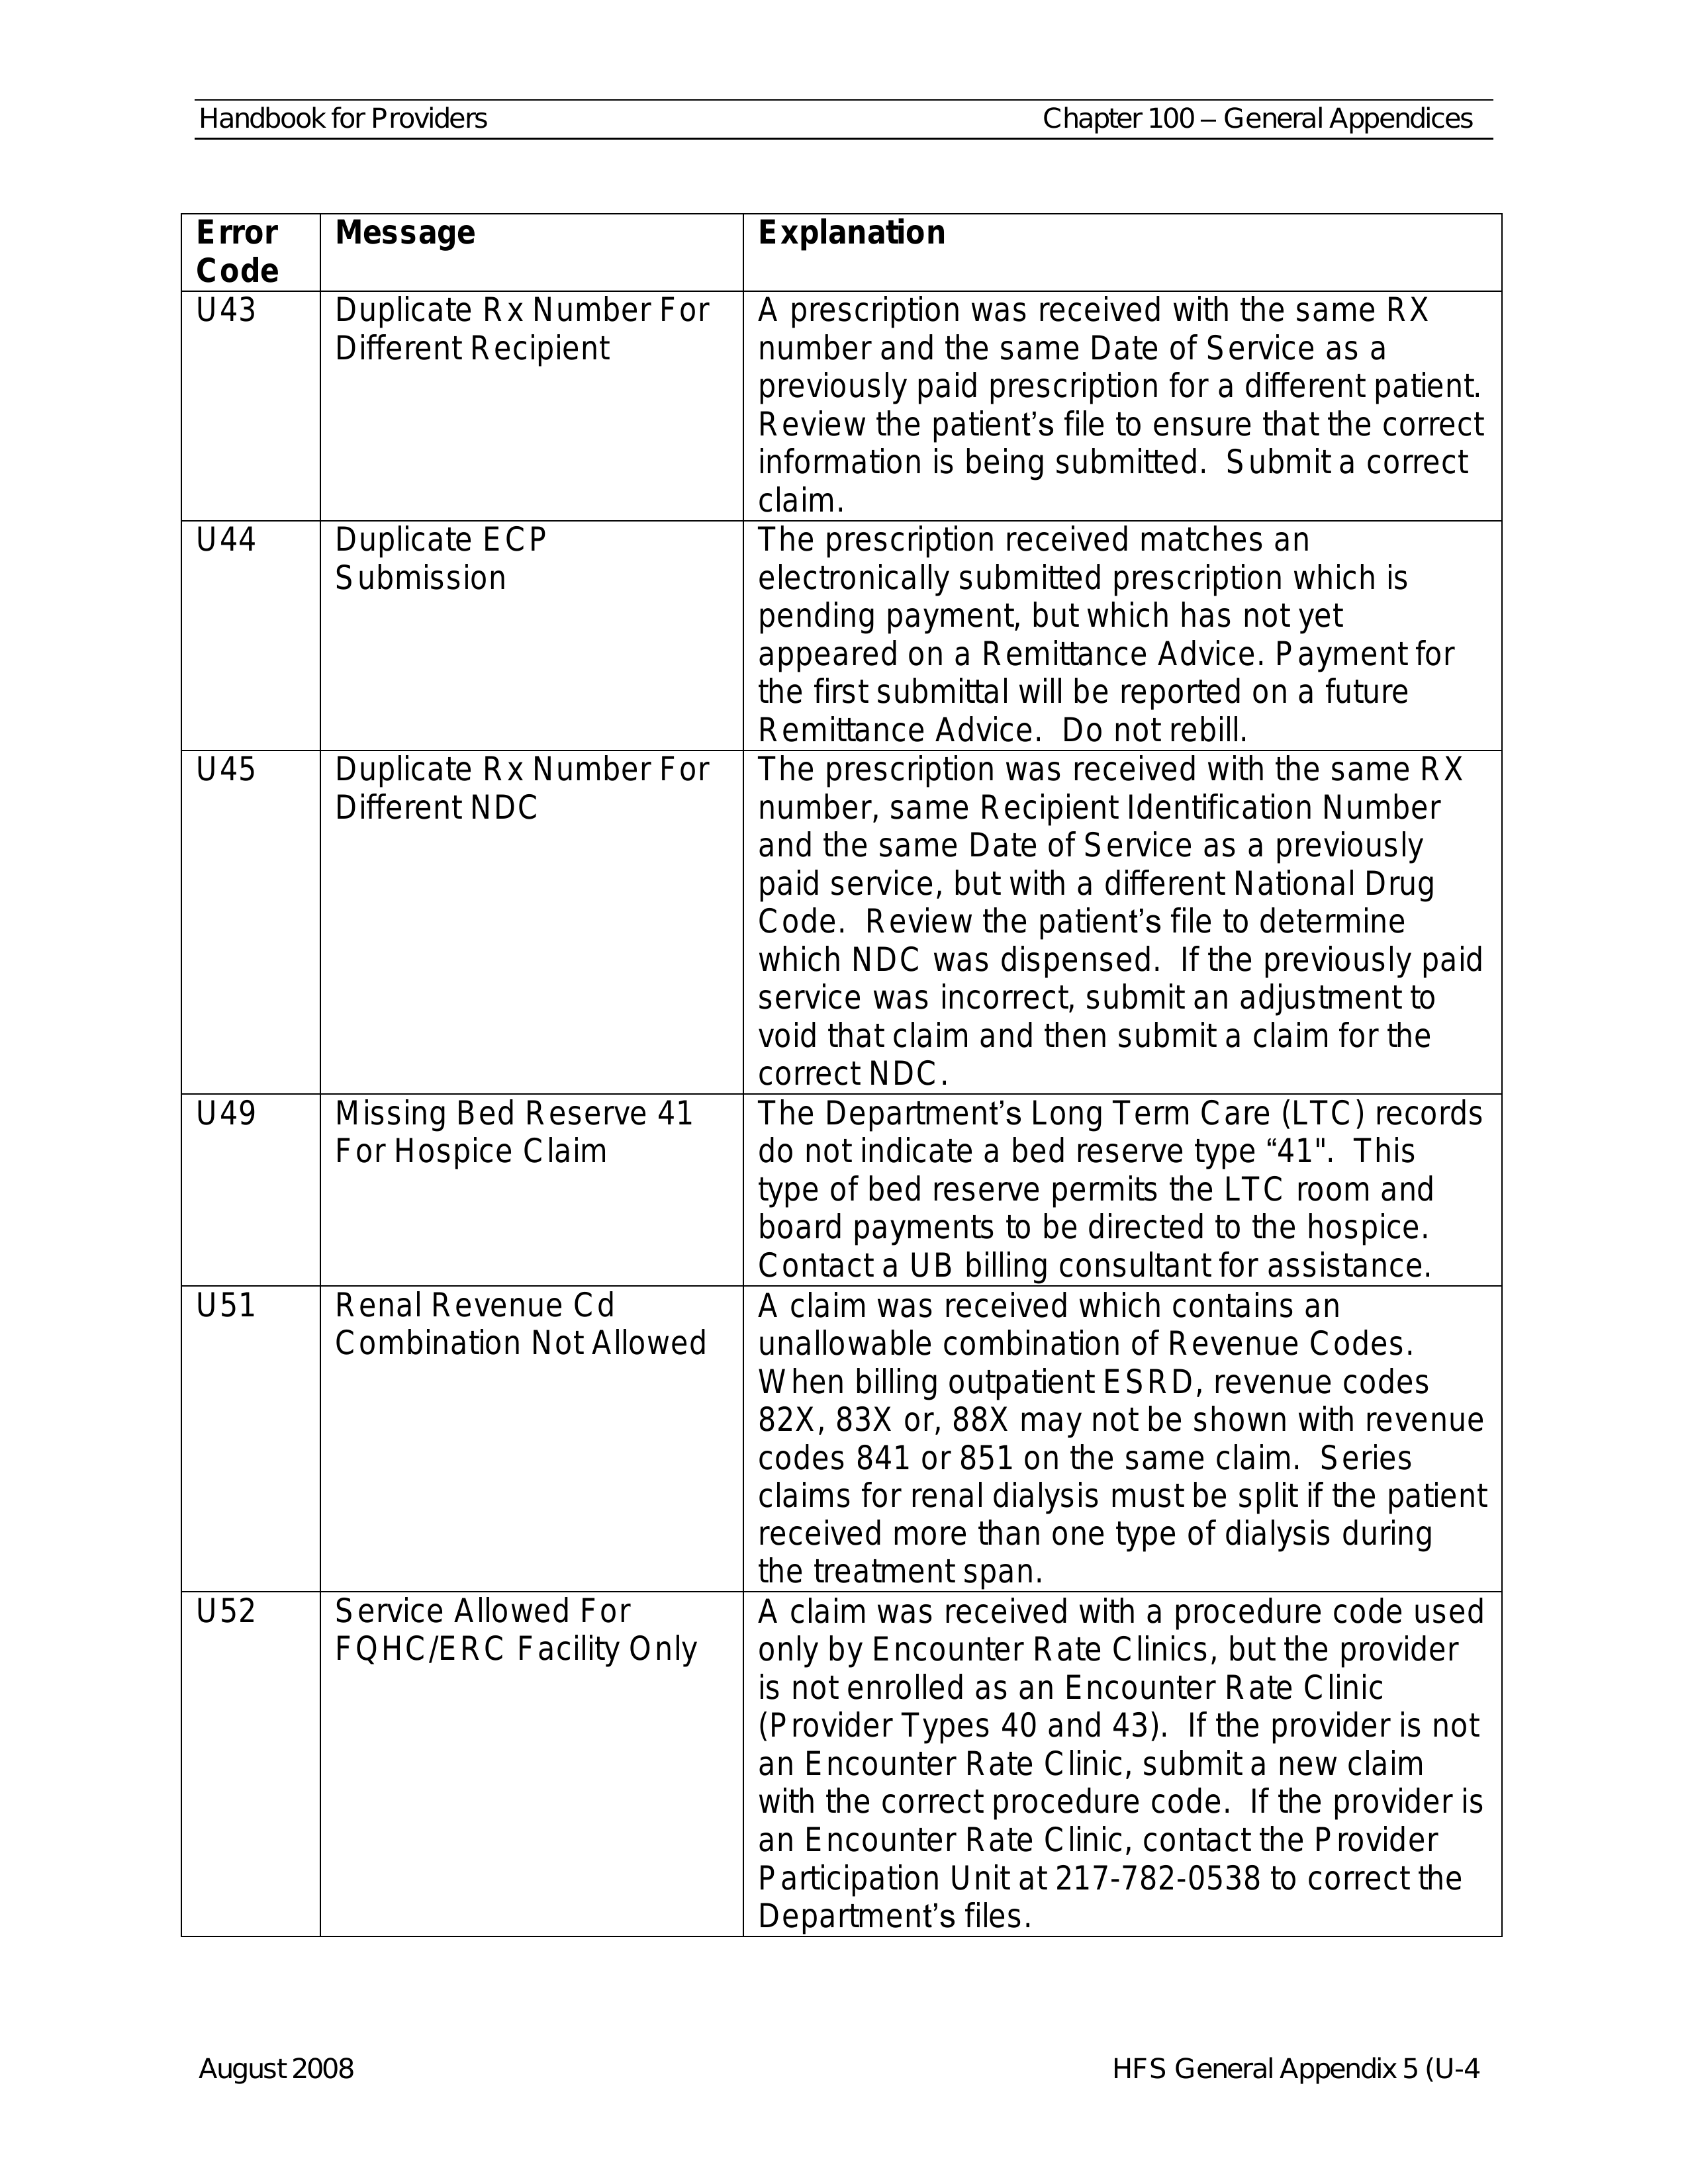 Handbook for Providers Chapter 100 – General Appendices
Error Code Message Explanation
U43 Duplicate Rx Number For Different Recipient
A prescription was received with the same RX
number and the same Date of Service as a
previously paid prescription for a different patient.
Review the patient’s file to ensure that the correct
information is being submitted.  Submit a correct
claim.
U44 Duplicate ECP Submission
The prescription received matches an
electronically submitted prescription which is
pending payment, but which has not yet
appeared on a Remittance Advice. Payment for
the first submittal will be reported on a future
Remittance Advice.  Do not rebill.
U45 Duplicate Rx Number For Different NDC
The prescription was received with the same RX
number, same Recipient Identification Number
and the same Date of Service as a previously
paid service, but with a different National Drug
Code.  Review the patient’s file to determine
which NDC was dispensed.  If the previously paid
service was incorrect, submit an adjustment to
void that claim and then submit a claim for the
correct NDC.
U49 Missing Bed Reserve 41 For Hospice Claim
The Department’s Long Term Care (LTC) records
do not indicate a bed reserve type “41".  This
type of bed reserve permits the LTC room and
board payments to be directed to the hospice.
Contact a UB billing consultant for assistance.
U51 Renal Revenue Cd Combination Not Allowed
A claim was received which contains an
unallowable combination of Revenue Codes.
When billing outpatient ESRD, revenue codes
82X, 83X or, 88X may not be shown with revenue
codes 841 or 851 on the same claim.  Series
claims for renal dialysis must be split if the patient
received more than one type of dialysis during
the treatment span.
U52 Service Allowed For FQHC/ERC Facility Only
A claim was received with a procedure code used
only by Encounter Rate Clinics, but the provider
is not enrolled as an Encounter Rate Clinic
(Provider Types 40 and 43).  If the provider is not
an Encounter Rate Clinic, submit a new claim
with the correct procedure code.  If the provider is
an Encounter Rate Clinic, contact the Provider
Participation Unit at 217-782-0538 to correct the
Department’s files.
August 2008 HFS General Appendix 5 (U-4